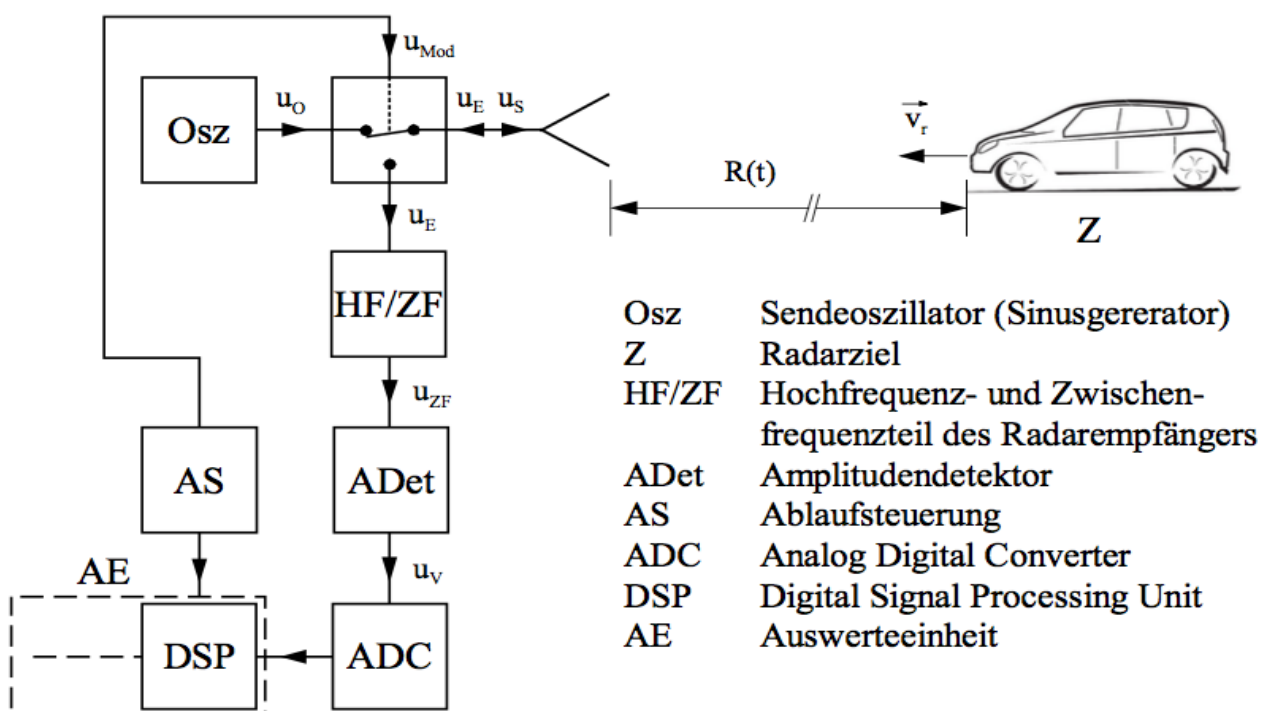 u_Mod
Osz
u_O
u_E u_S
v_r
R(t)
Z
u_E
HF/ZF
u_ZF
AS
ADet
u_V
AE
DSP
ADC
Osz Sendeoszillator (Sinusgererator)
Z Radarziel
HF/ZF Hochfrequenz- und Zwischen-
frequenzteil des Radarempfängers
ADet Amplitudendetektor
AS Ablaufsteuerung
ADC Analog Digital Converter
DSP Digital Signal Processing Unit
AE Auswerteeinheit